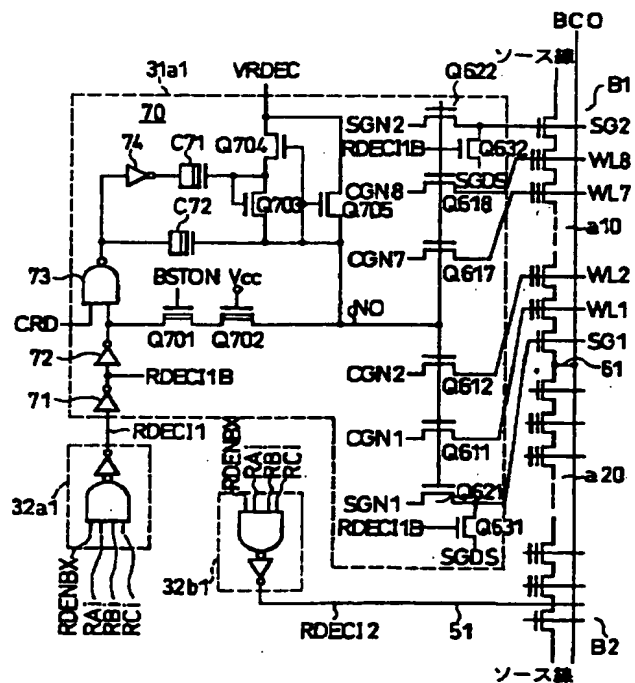 BCO
ソース線
31a1
VRDEC
Q622
B1
70
C71
SGN2
SG2
74
Q704
RDECI1B
Q632
WL8
SGDS
C72
Q703
Q705
CGN8
Q618
WL7
a10
73
CGN7
Q617
BSTON
Vcc
WL2
NO
CRD
WL1
Q701
Q702
SG1
72
CGN2
Q612
61
RDECI1B
71
CGN1
Q611
RDECI1
RDENBX
RA
RB
RC
a20
32a1
SGN1
Q621
RDECI1B
Q631
32b1
SGDS
RDENBX
RAi
RBi
RCi
RDECI2
51
B2
ソース線